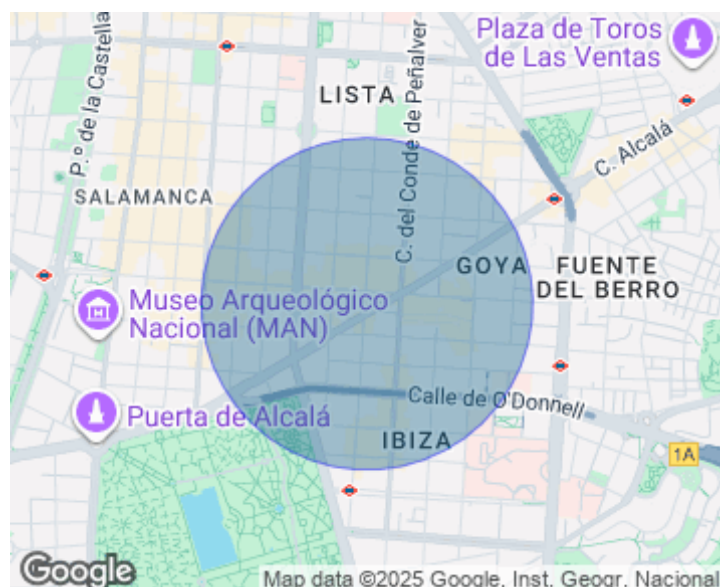 Plaza de Toros
de Las Ventas
P.º de la Castella
LISTA
C. del Conde de Peñalver
C. Alcalá
SALAMANCA
GOYA
FUENTE
DEL BERRO
Museo Arqueológico
Nacional (MAN)
Puerta de Alcalá
Calle de O'Donnell
IBIZA
1A
Google
Map data ©2025 Google, Inst. Geogr. Nacional